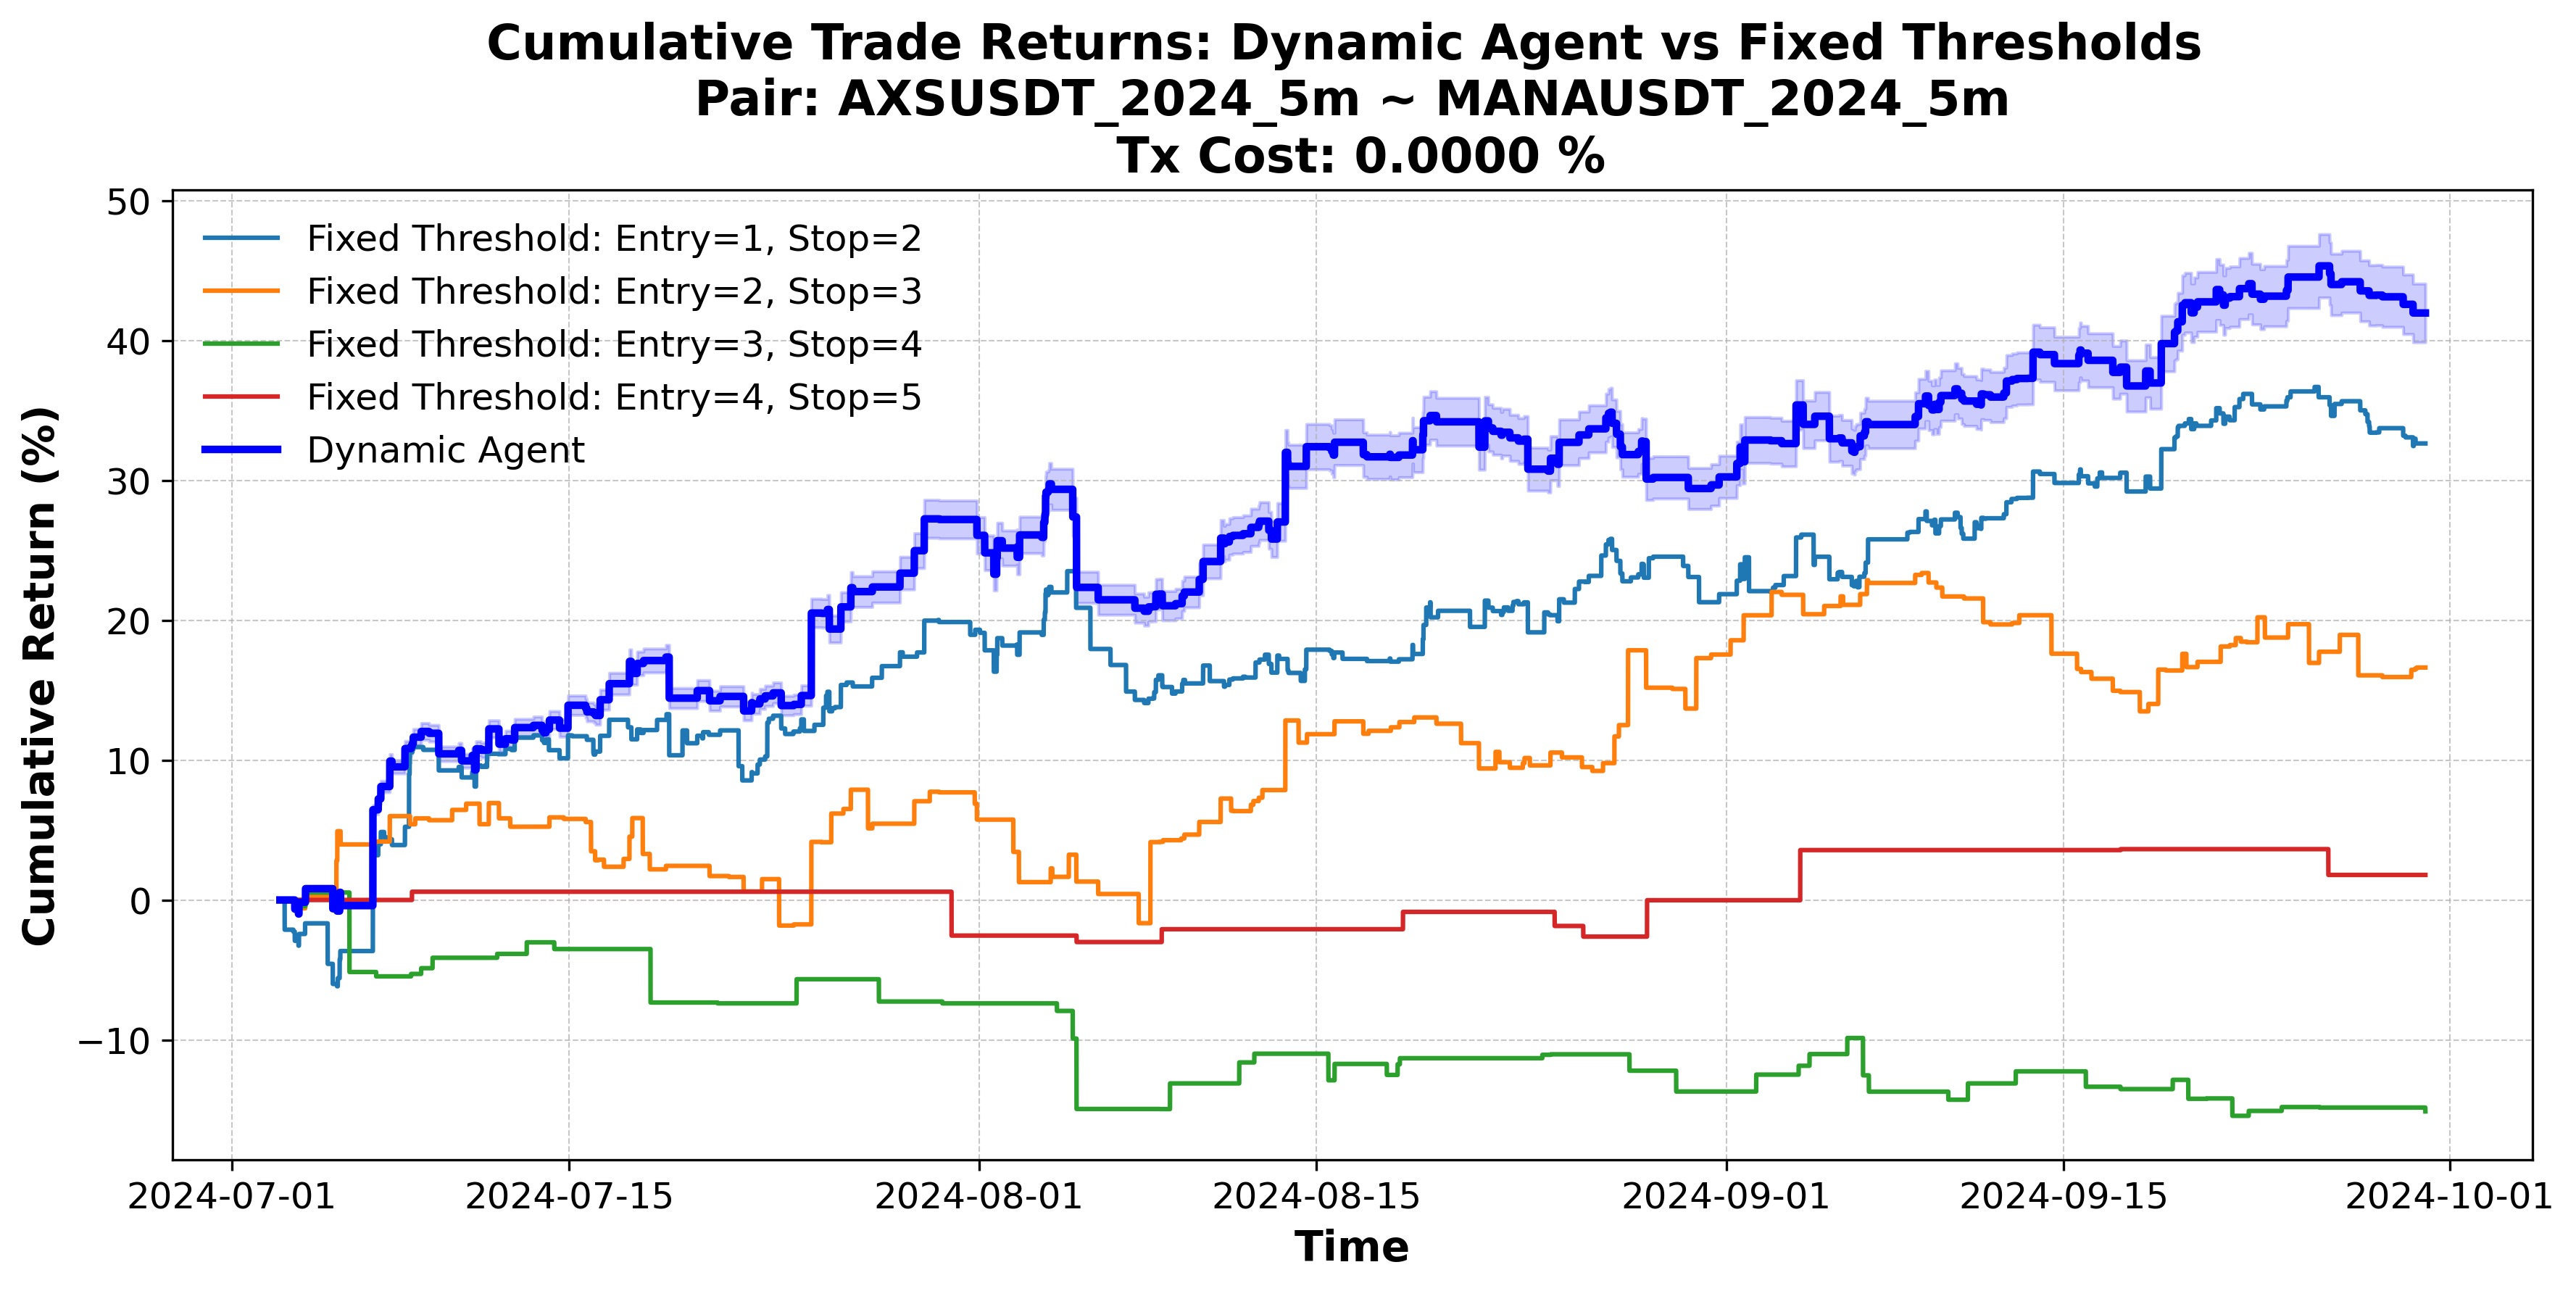 Cumulative Trade Returns: Dynamic Agent vs Fixed Thresholds
Pair: AXSUSDT_2024_5m ~ MANAUSDT_2024_5m
Tx Cost: 0.0000 %
Cumulative Return (%)
50
40
30
20
10
0
−10
Fixed Threshold: Entry=1, Stop=2
Fixed Threshold: Entry=2, Stop=3
Fixed Threshold: Entry=3, Stop=4
Fixed Threshold: Entry=4, Stop=5
Dynamic Agent
2024-07-01
2024-07-15
2024-08-01
2024-08-15
2024-09-01
2024-09-15
2024-10-01
Time